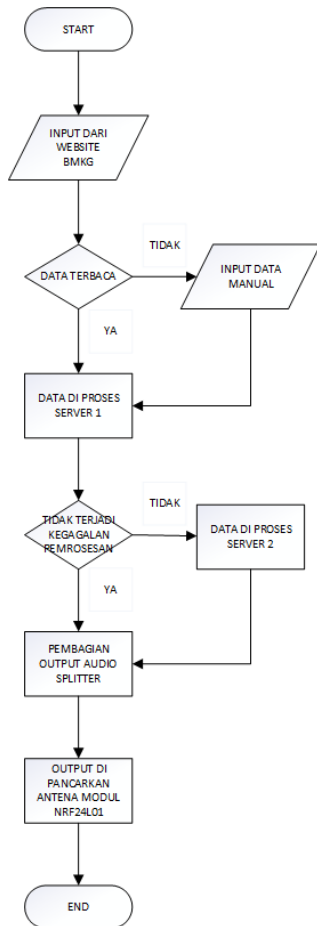 START
INPUT DARI
WEBSITE
BMKG
DATA TERBACA
TIDAK
INPUT DATA
MANUAL
YA
DATA DI PROSES
SERVER 1
TIDAK TERJADI
KEGAGALAN
PEMROSESAN
TIDAK
DATA DI PROSES
SERVER 2
YA
PEMBAGIAN
OUTPUT AUDIO
SPLITTER
OUTPUT DI
PANCARKAN
ANTENA MODUL
NRF24L01
END